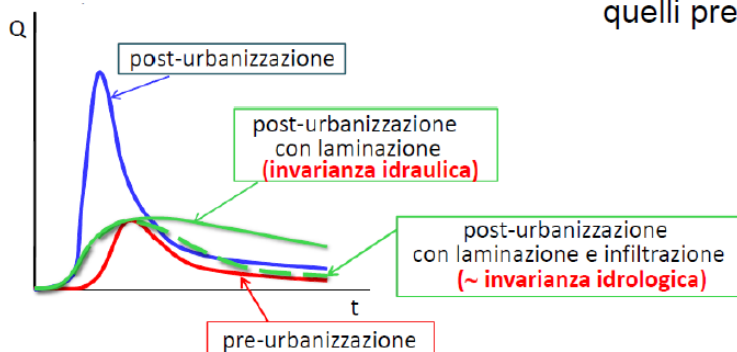 quelli pre
Q
post-urbanizzazione
post-urbanizzazione
con laminazione
(invarianza idraulica)
post-urbanizzazione
con laminazione e infiltrazione
(~ invarianza idrologica)
t
pre-urbanizzazione